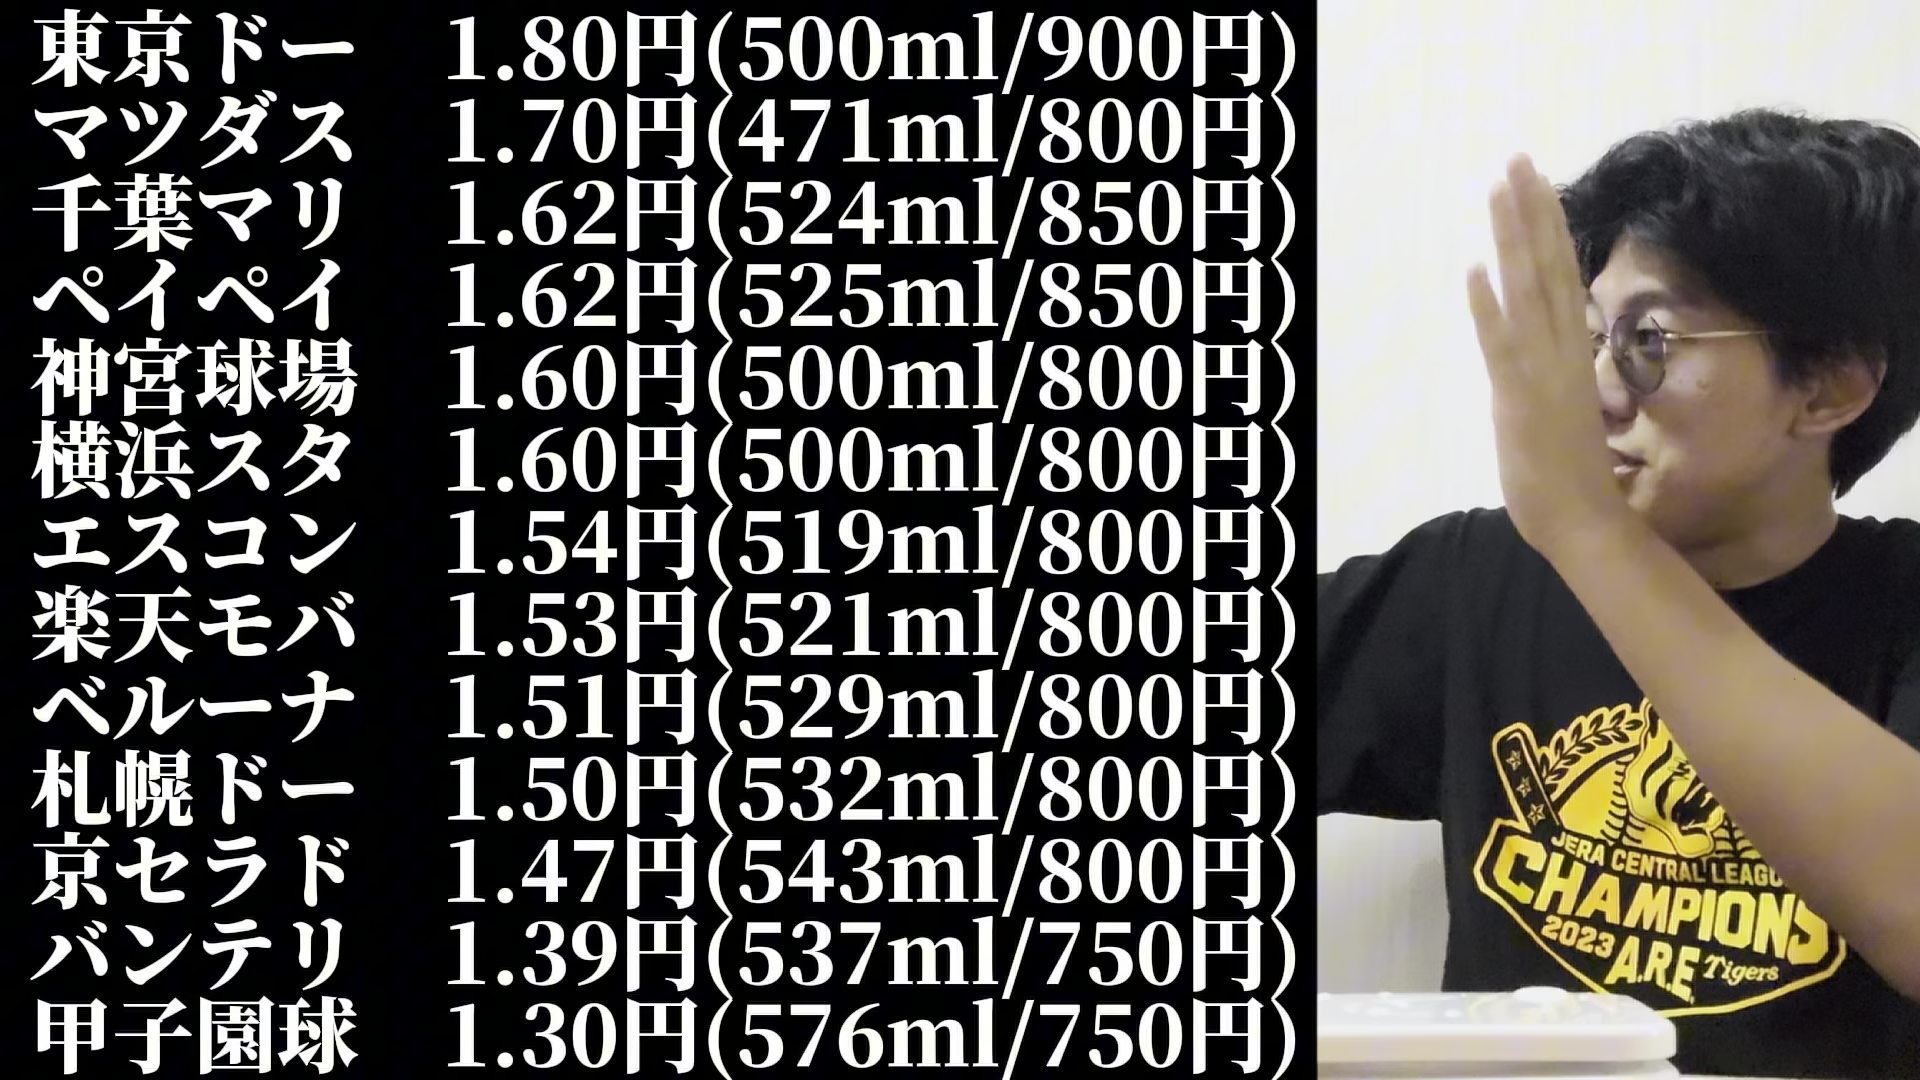 東京ドー 1.80円(500ml/900円)
マツダス 1.70円(471ml/800円)
千葉マリ 1.62円(524ml/850円)
ペイペイ 1.62円(525ml/850円)
神宮球場 1.60円(500ml/800円)
横浜スタ 1.60円(500ml/800円)
エスコン 1.54円(519ml/800円)
楽天モバ 1.53円(521ml/800円)
ベルーナ 1.51円(529ml/800円)
札幌ドー 1.50円(532ml/800円)
京セラド 1.47円(543ml/800円)
バンテリ 1.39円(537ml/750円)
甲子園球 1.30円(576ml/750円)
JERA CENTRAL LEAGU
CHAMPIONS
2023 A.R.E. Tigers